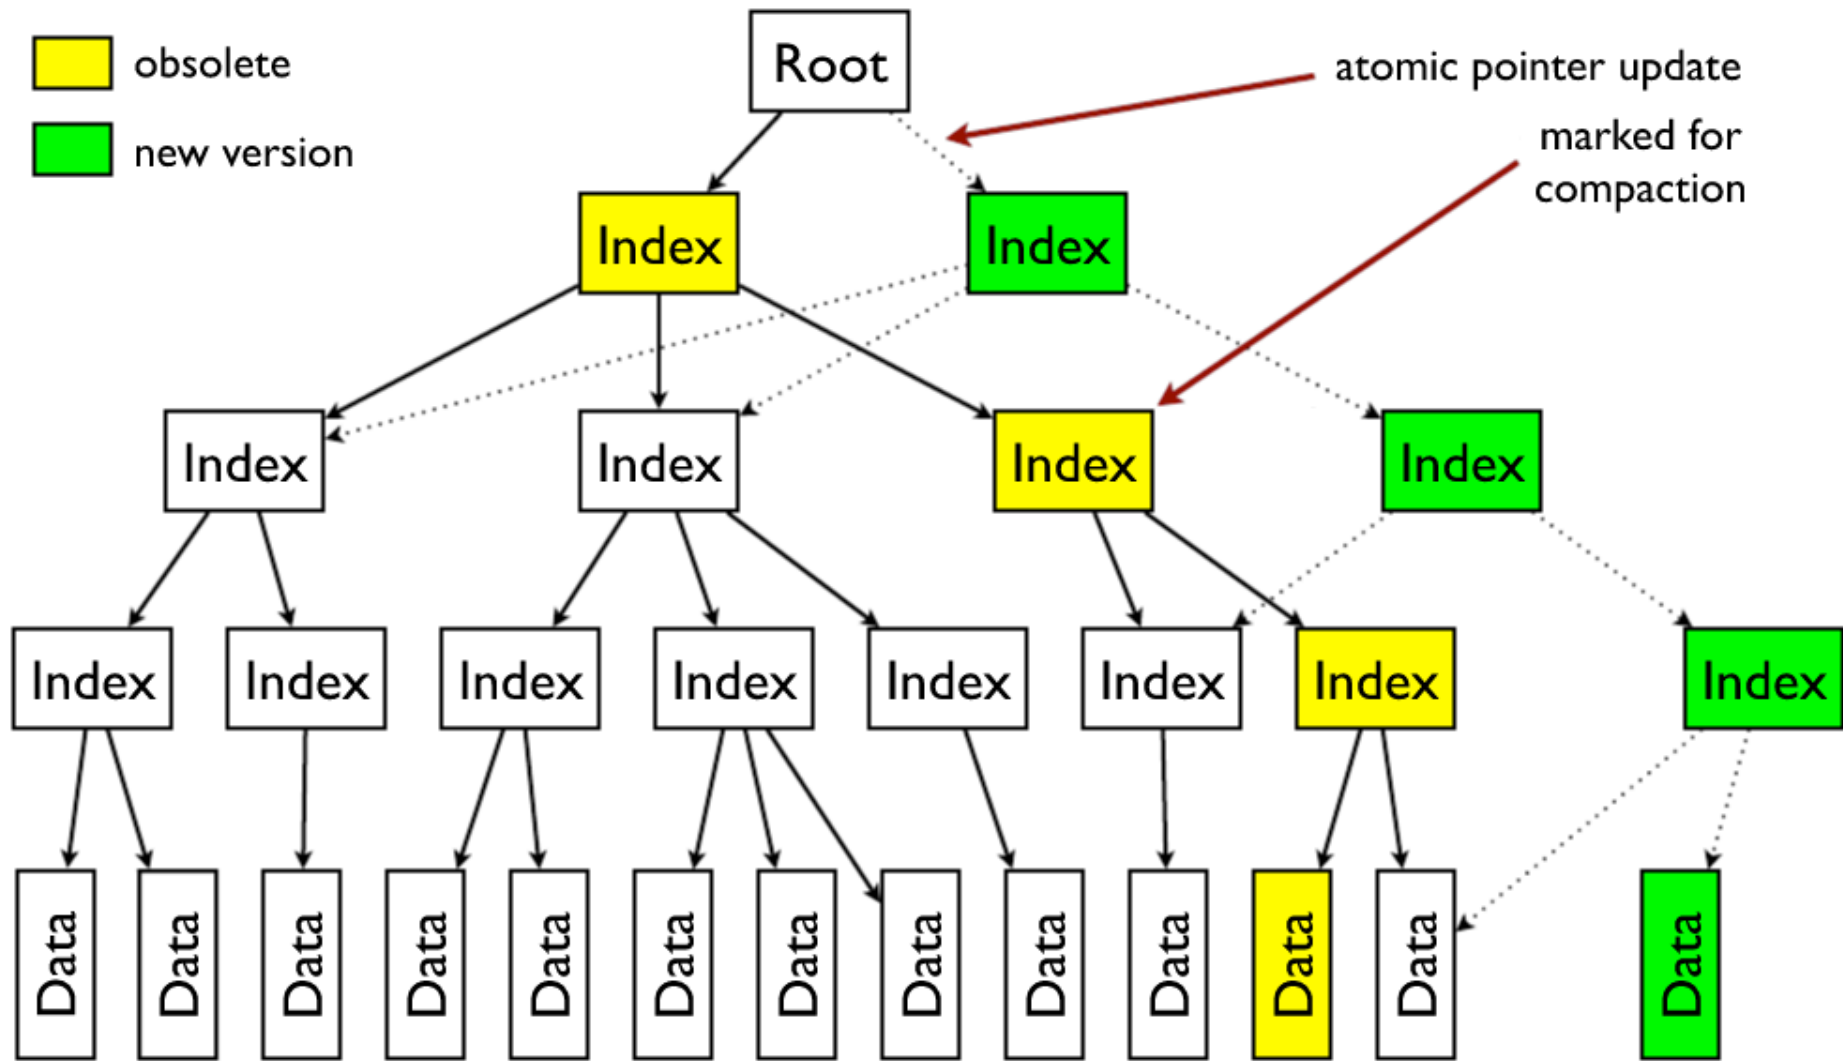 obsolete
new version
Root
atomic pointer update
marked for
compaction
Index
Index
Index
Index
Index
Index
Index
Index
Index
Index
Index
Index
Index
Index
Data
Data
Data
Data
Data
Data
Data
Data
Data
Data
Data
Data
Data